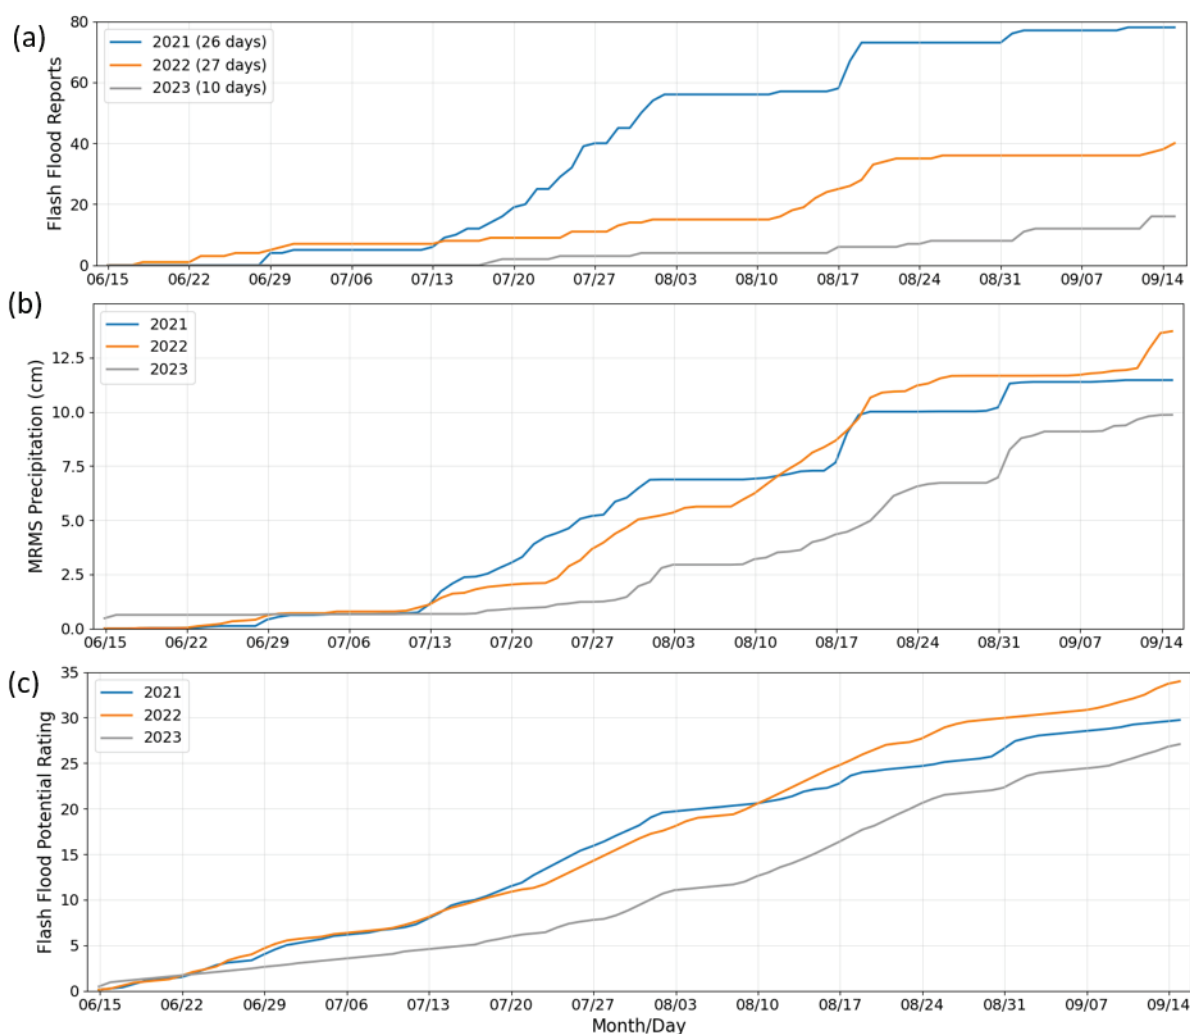 (a)
Flash Flood Reports
80
60
40
20
0
2021 (26 days)
2022 (27 days)
2023 (10 days)
06/15 06/22 06/29 07/06 07/13 07/20 07/27 08/03 08/10 08/17 08/24 08/31 09/07 09/14
(b)
MRMS Precipitation (cm)
12.5
10.0
7.5
5.0
2.5
0.0
2021
2022
2023
06/15 06/22 06/29 07/06 07/13 07/20 07/27 08/03 08/10 08/17 08/24 08/31 09/07 09/14
(c)
Flash Flood Potential Rating
35
30
25
20
15
10
5
0
2021
2022
2023
06/15 06/22 06/29 07/06 07/13 07/20 07/27 08/03 08/10 08/17 08/24 08/31 09/07 09/14
Month/Day